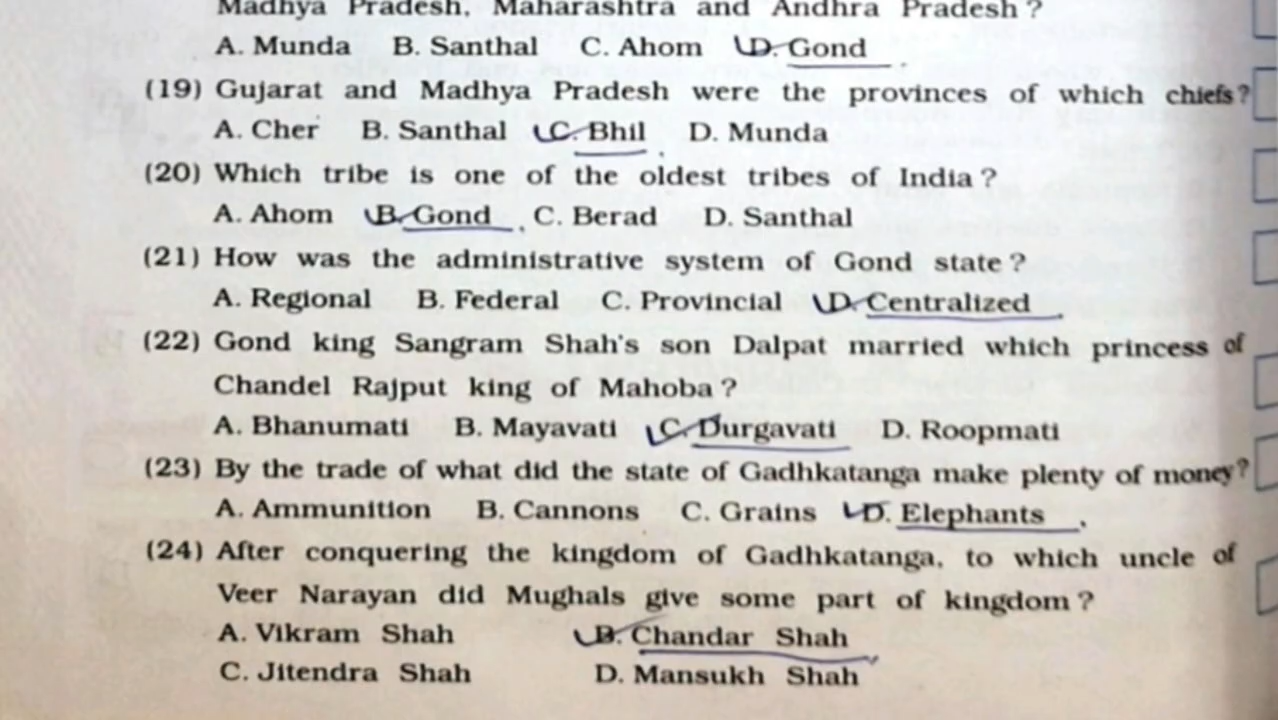 Madhya Pradesh, Maharashtra and Andhra Pradesh ?
A. Munda B. Santhal C. Ahom D. Gond
(19) Gujarat and Madhya Pradesh were the provinces of which chiefs ?
A. Cher B. Santhal C. Bhil D. Munda
(20) Which tribe is one of the oldest tribes of India ?
A. Ahom B. Gond C. Berad D. Santhal
(21) How was the administrative system of Gond state ?
A. Regional B. Federal C. Provincial D. Centralized
(22) Gond king Sangram Shah's son Dalpat married which princess of
Chandel Rajput king of Mahoba ?
A. Bhanumati B. Mayavati C. Durgavati D. Roopmati
(23) By the trade of what did the state of Gadhkatanga make plenty of money ?
A. Ammunition B. Cannons C. Grains D. Elephants
(24) After conquering the kingdom of Gadhkatanga, to which uncle of
Veer Narayan did Mughals give some part of kingdom ?
A. Vikram Shah B. Chandar Shah
C. Jitendra Shah D. Mansukh Shah